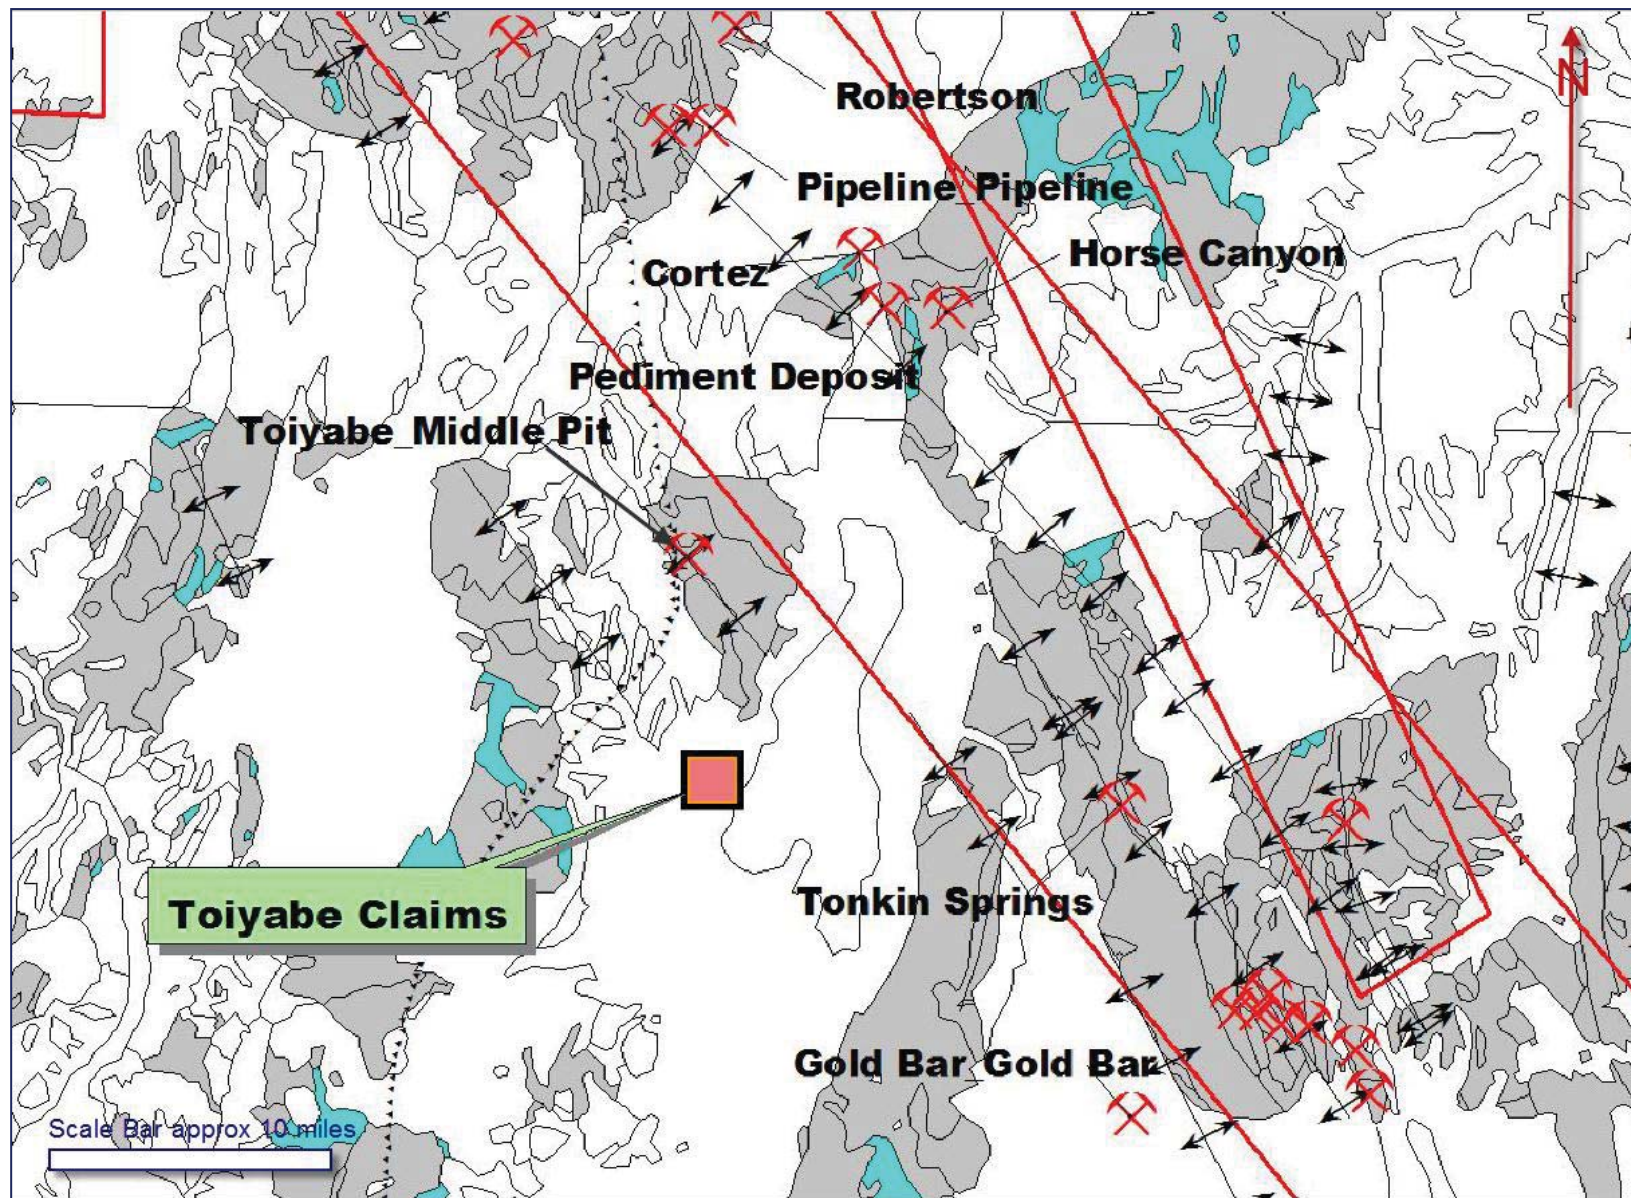 N
Robertson
Pipeline_Pipeline
Horse Canyon
Cortez
Pediment Deposit
Toiyabe_Middle Pit
Toiyabe Claims
Tonkin Springs
Gold Bar_Gold Bar
Scale Bar approx 10 miles